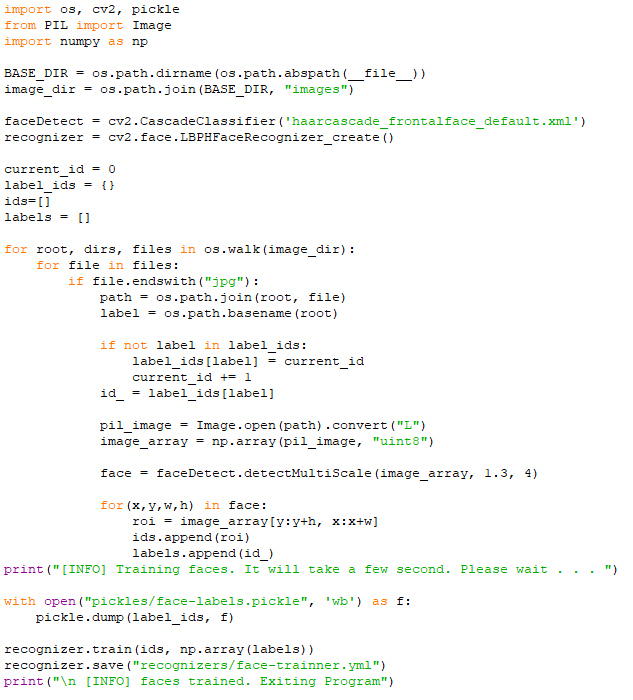 import os, cv2, pickle
from PIL import Image
import numpy as np

BASE_DIR = os.path.dirname(os.path.abspath(__file__))
image_dir = os.path.join(BASE_DIR, "images")

faceDetect = cv2.CascadeClassifier('haarcascade_frontalface_default.xml')
recognizer = cv2.face.LBPHFaceRecognizer_create()

current_id = 0
label_ids = {}
ids=[]
labels = []

for root, dirs, files in os.walk(image_dir):
    for file in files:
        if file.endswith("jpg"):
            path = os.path.join(root, file)
            label = os.path.basename(root)

            if not label in label_ids:
                label_ids[label] = current_id
                current_id += 1
            id_ = label_ids[label]

            pil_image = Image.open(path).convert("L")
            image_array = np.array(pil_image, "uint8")

            face = faceDetect.detectMultiScale(image_array, 1.3, 4)

            for(x,y,w,h) in face:
                roi = image_array[y:y+h, x:x+w]
                ids.append(roi)
                labels.append(id_)
print("[INFO] Training faces. It will take a few second. Please wait . . . ")

with open("pickles/face-labels.pickle", 'wb') as f:
    pickle.dump(label_ids, f)

recognizer.train(ids, np.array(labels))
recognizer.save("recognizers/face-trainner.yml")
print("\n [INFO] faces trained. Exiting Program")